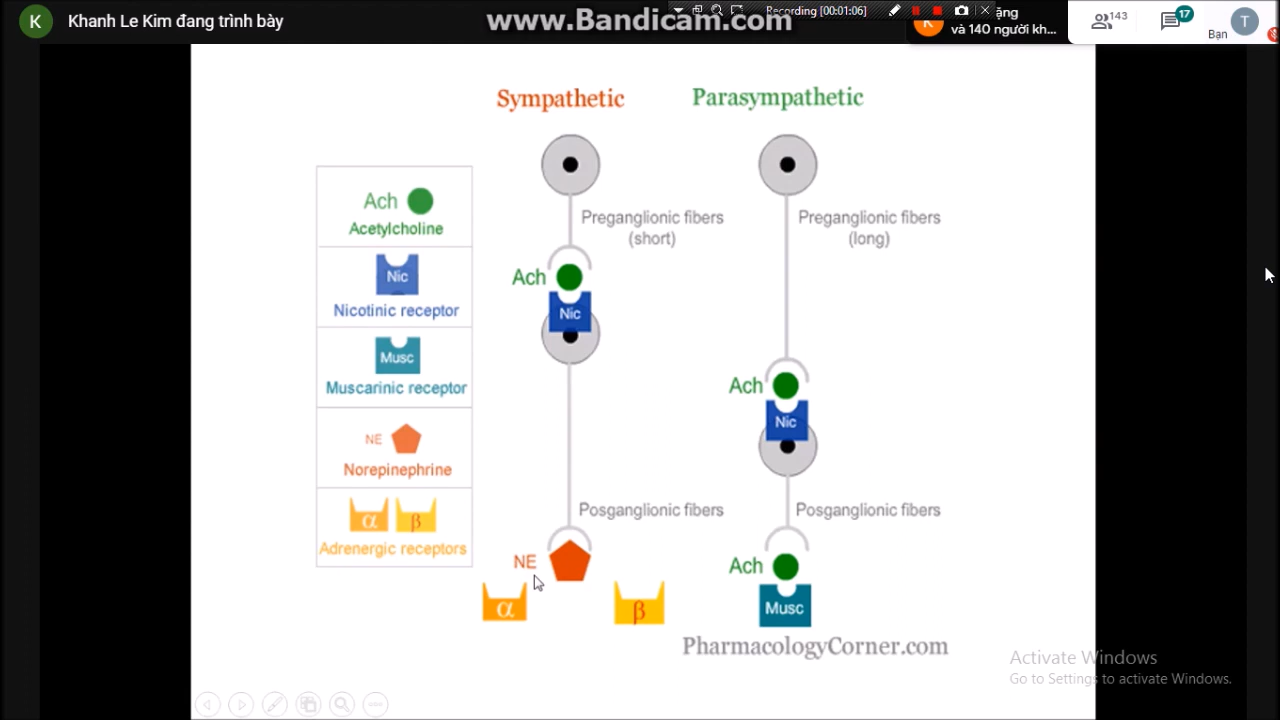 Khanh Le Kim đang trình bày
www.Bandicam.com
Recording [00:01:06]
K
K
ặng
và 140 người kh...
143
17
Bạn
T
Sympathetic
Parasympathetic
Ach
Acetylcholine
Nic
Nicotinic receptor
Musc
Muscarinic receptor
NE
Norepinephrine
α
β
Adrenergic receptors
Preganglionic fibers
(short)
Ach
Nic
Posganglionic fibers
NE
α
β
Preganglionic fibers
(long)
Ach
Nic
Posganglionic fibers
Ach
Musc
PharmacologyCorner.com
Activate Windows
Go to Settings to activate Windows.